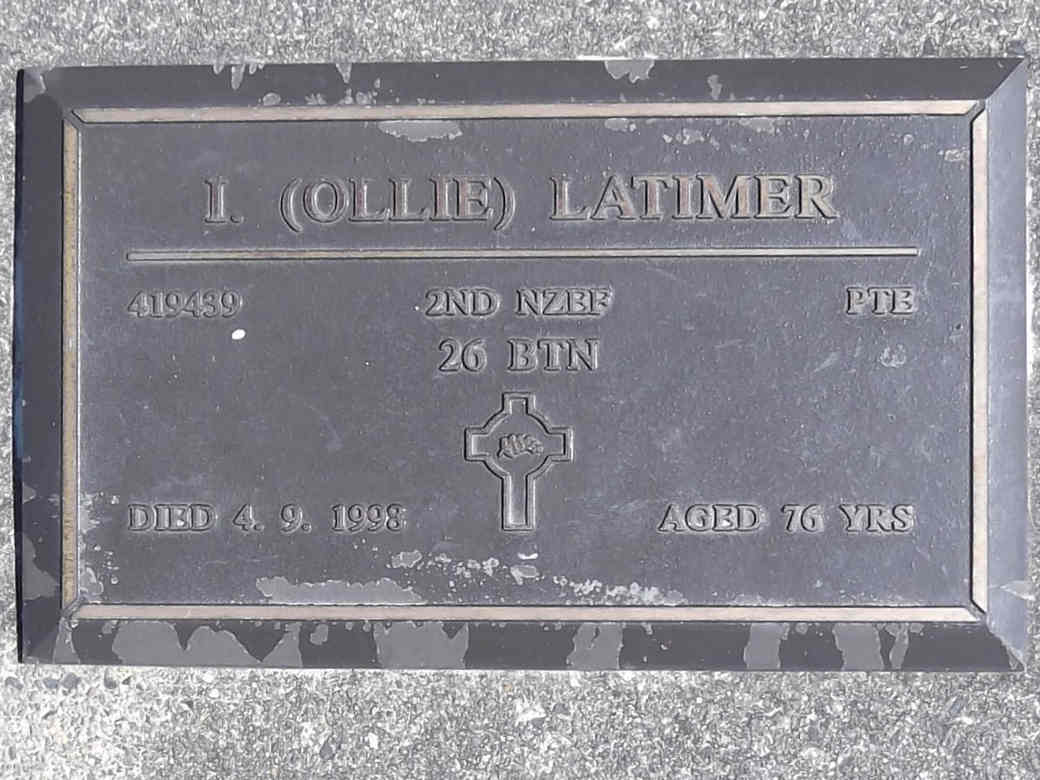 I. (OLLIE) LATIMER
419439 2ND NZEF PTE
26 BTN
DIED 4. 9. 1998 AGED 76 YRS